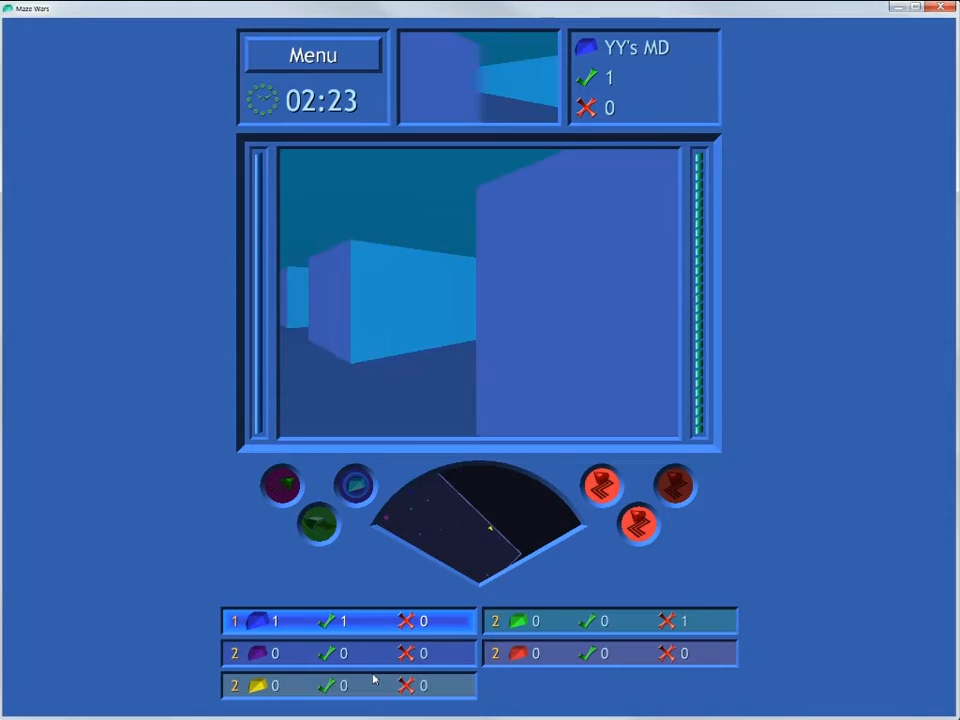 Maze Wars
Menu
02:23
YY's MD
1
0
1 1 1 0
2 0 0 1
2 0 0 0
2 0 0 0
2 0 0 0